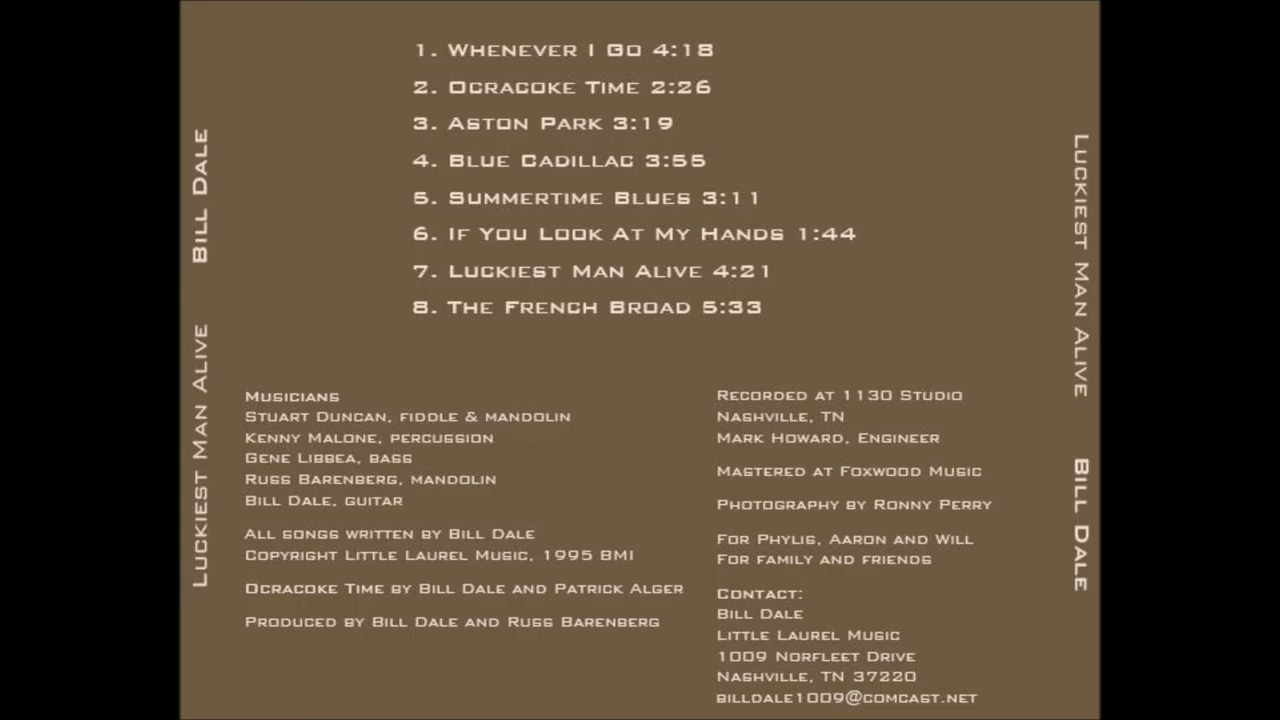 1. Whenever I Go 4:18
2. Ocracoke Time 2:26
3. Aston Park 3:19
4. Blue Cadillac 3:55
5. Summertime Blues 3:11
6. If You Look At My Hands 1:44
7. Luckiest Man Alive 4:21
8. The French Broad 5:33
Luckiest Man Alive Bill Dale
Musicians
Stuart Duncan, fiddle & mandolin
Kenny Malone, percussion
Gene Libbea, bass
Russ Barenberg, mandolin
Bill Dale, guitar
All songs written by Bill Dale
Copyright Little Laurel Music, 1995 BMI
Ocracoke Time by Bill Dale and Patrick Alger
Produced by Bill Dale and Russ Barenberg
Recorded at 1130 Studio
Nashville, TN
Mark Howard, Engineer
Mastered at Foxwood Music
Photography by Ronny Perry
For Phylis, Aaron and Will
For family and friends
Contact:
Bill Dale
Little Laurel Music
1009 Norfleet Drive
Nashville, TN 37220
billdale1009@comcast.net
Luckiest Man Alive Bill Dale